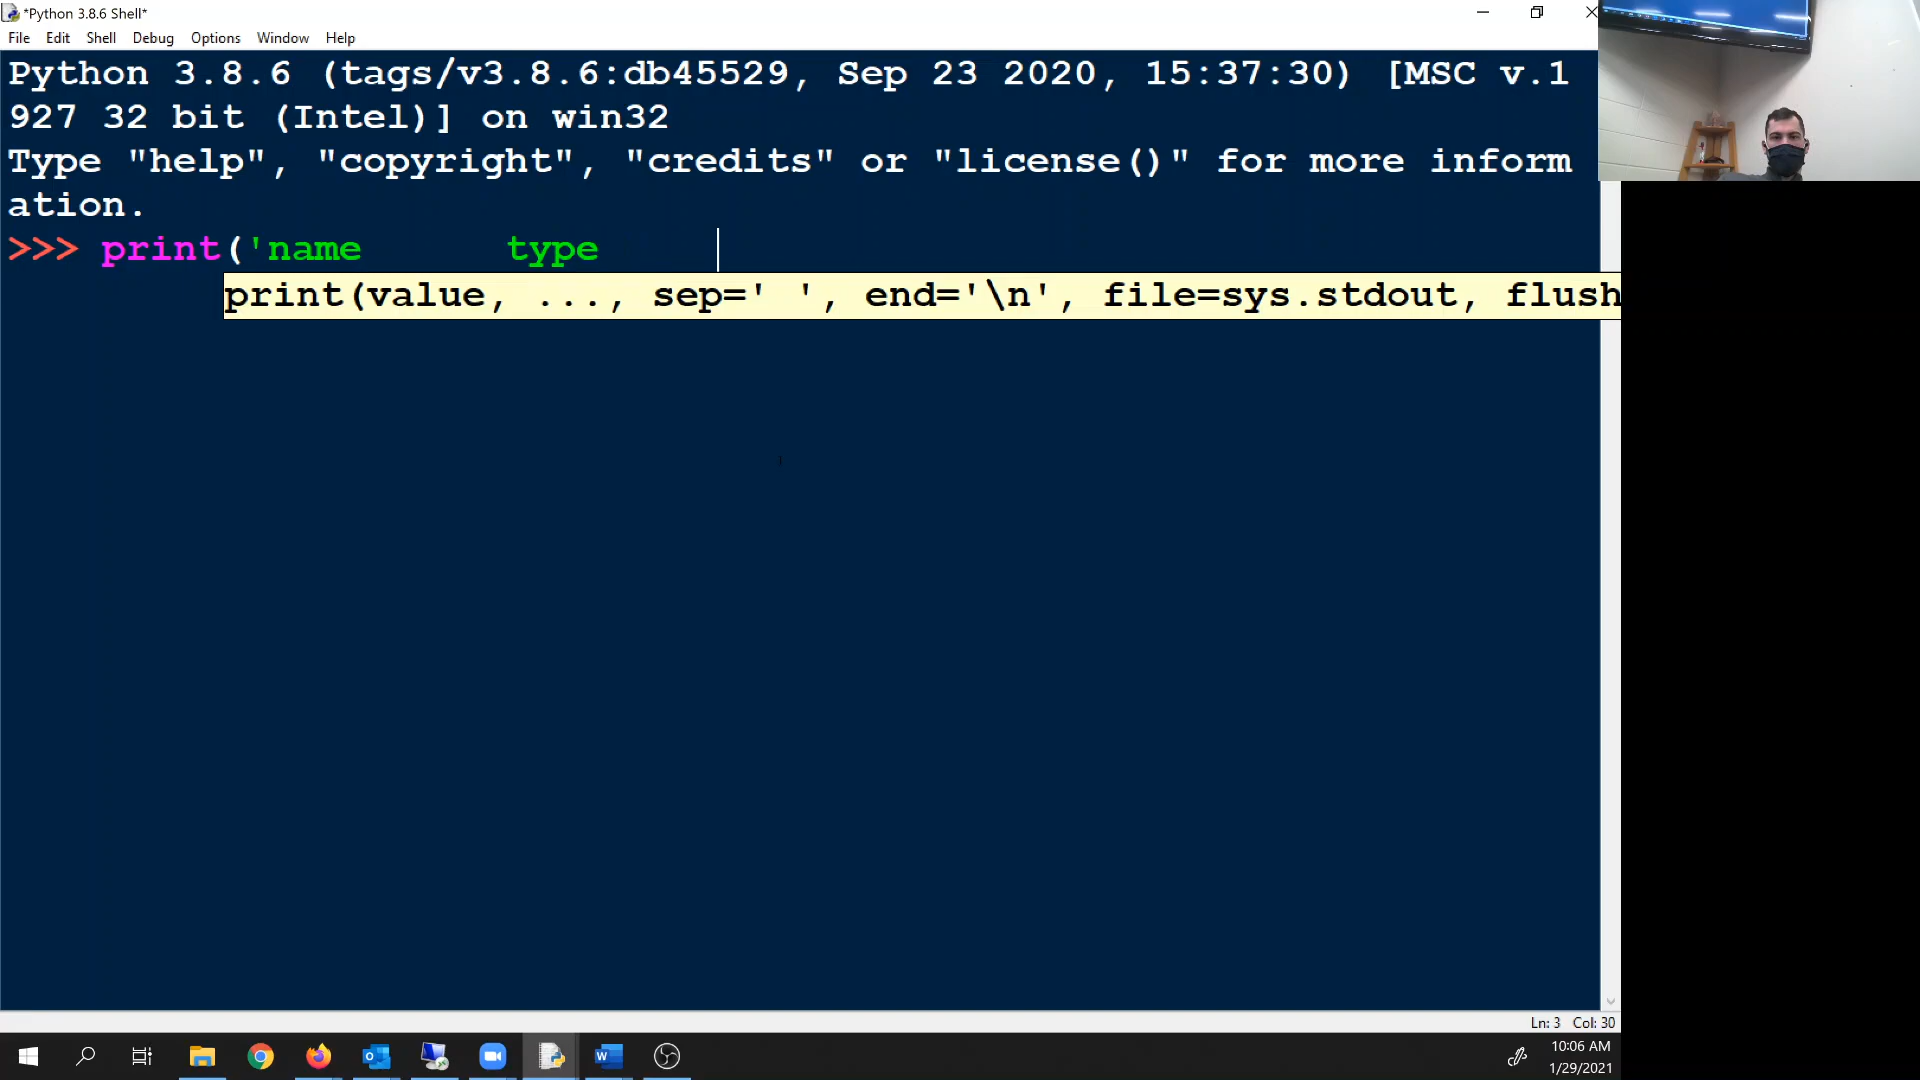 *Python 3.8.6 Shell*
File Edit Shell Debug Options Window Help
Python 3.8.6 (tags/v3.8.6:db45529, Sep 23 2020, 15:37:30) [MSC v.1
927 32 bit (Intel)] on win32
Type "help", "copyright", "credits" or "license()" for more inform
ation.
>>> print('name      type
print(value, ..., sep=' ', end='\n', file=sys.stdout, flush
Ln: 3 Col: 30
10:06 AM
1/29/2021